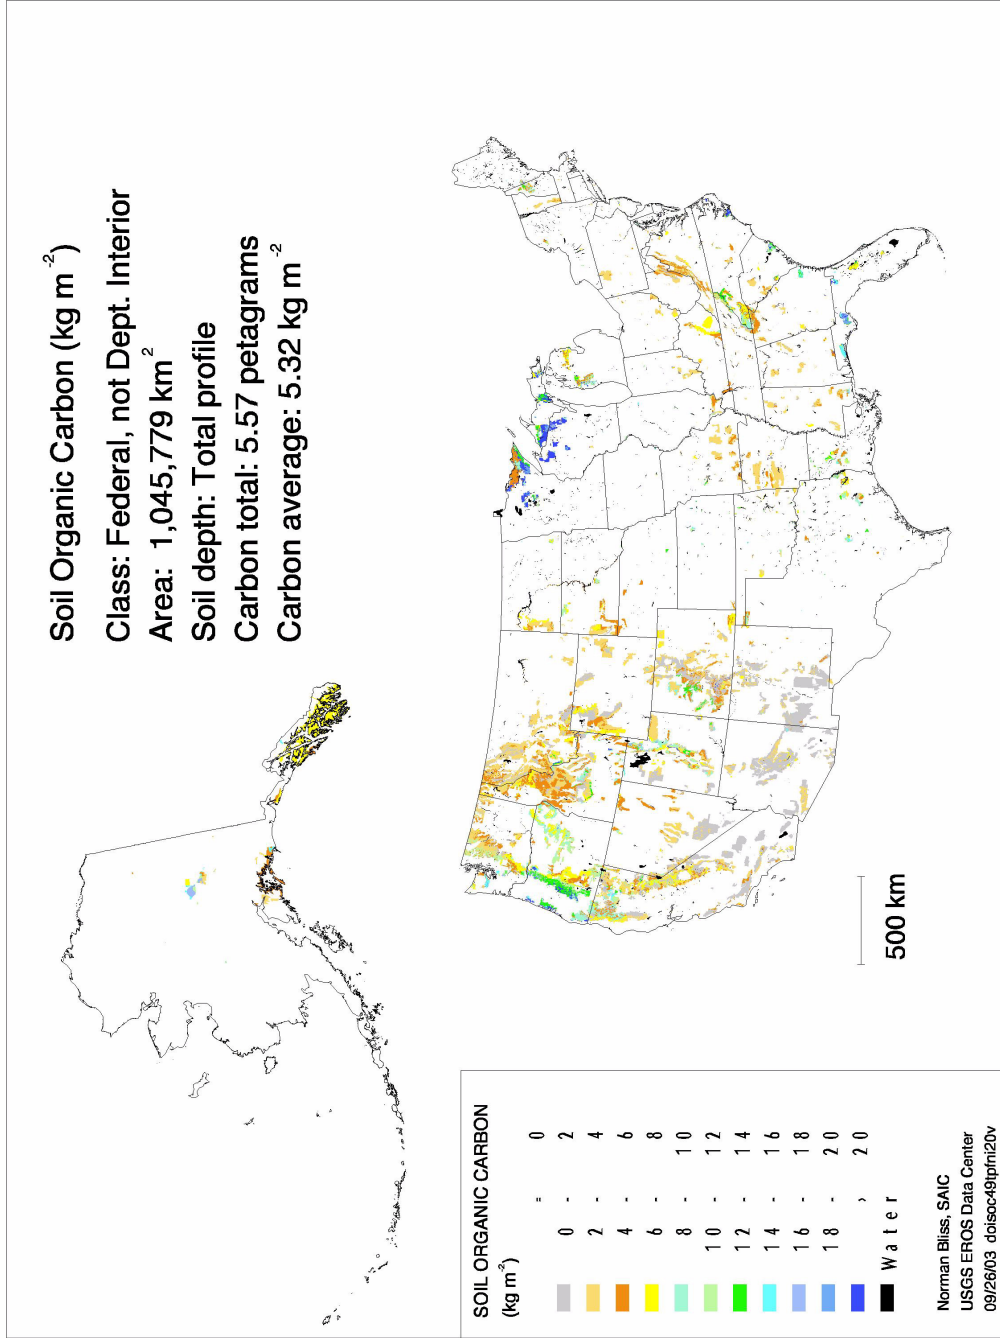 Soil Organic Carbon (kg m⁻²)
Class: Federal, not Dept. Interior
Area: 1,045,779 km²
Soil depth: Total profile
Carbon total: 5.57 petagrams
Carbon average: 5.32 kg m⁻²
500 km
SOIL ORGANIC CARBON
(kg m⁻²)
= 0
0 - 2
2 - 4
4 - 6
6 - 8
8 - 10
10 - 12
12 - 14
14 - 16
16 - 18
18 - 20
> 20
Water
Norman Bliss, SAIC
USGS EROS Data Center
09/26/03 doisoc49tpfni20v